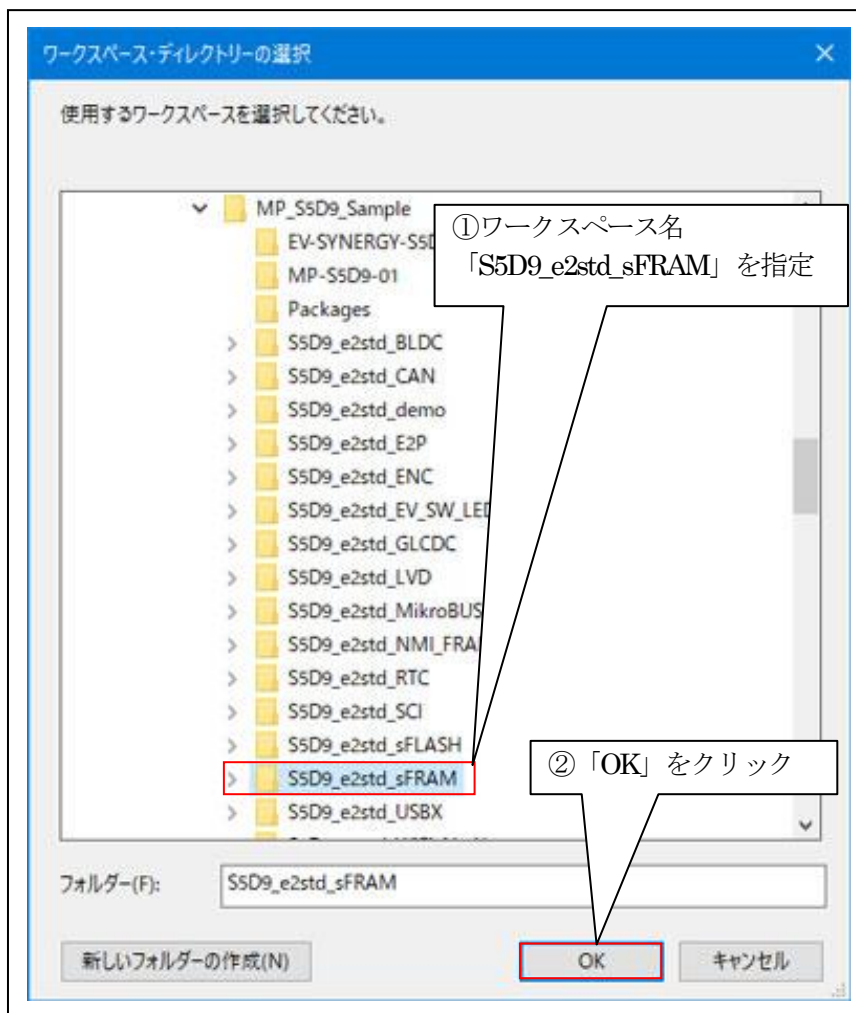 ワークスペース・ディレクトリーの選択
使用するワークスペースを選択してください。
MP_S5D9_Sample
①ワークスペース名
「S5D9_e2std_sFRAM」を指定
MP-S5D9-01
Packages
S5D9_e2std_BLDC
S5D9_e2std_CAN
S5D9_e2std_demo
S5D9_e2std_E2P
S5D9_e2std_ENC
S5D9_e2std_EV_SW_LED
S5D9_e2std_GLCDC
S5D9_e2std_LVD
S5D9_e2std_MikroBUS
S5D9_e2std_RTC
S5D9_e2std_SCI
S5D9_e2std_sFLASH
S5D9_e2std_sFRAM
②「OK」をクリック
S5D9_e2std_USBX
フォルダー(F):
S5D9_e2std_sFRAM
新しいフォルダーの作成(N)
OK
キャンセル